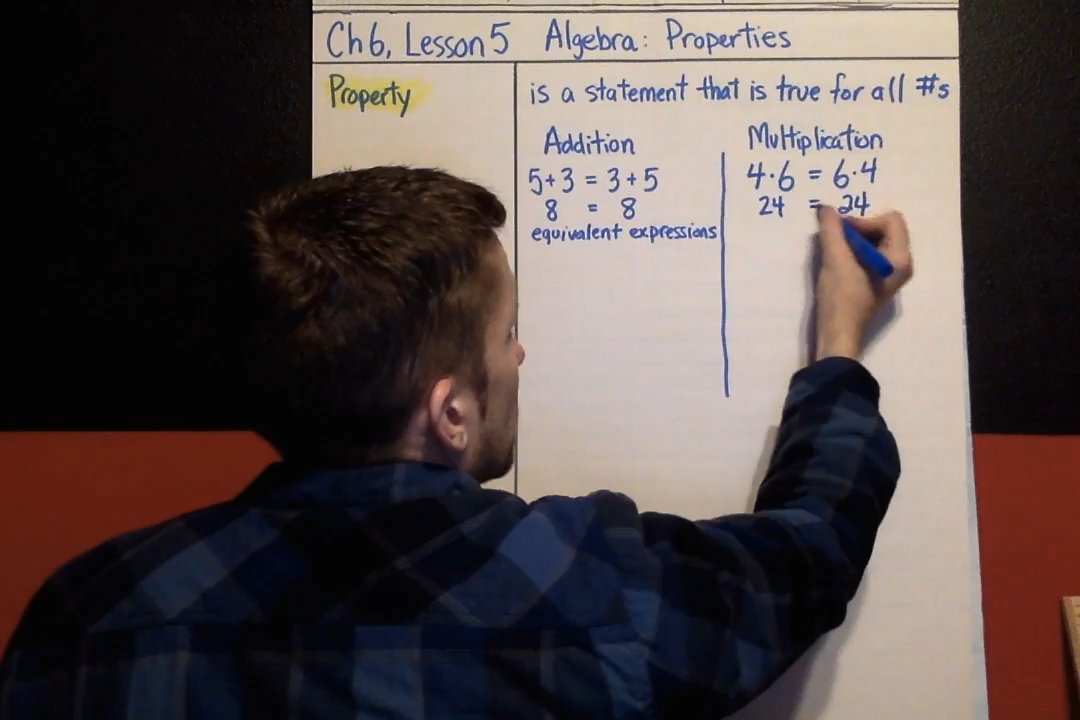 Ch 6, Lesson 5 Algebra: Properties
Property is a statement that is true for all #s
Addition Multiplication
5+3 = 3+5 4·6 = 6·4
8 = 8 24 = 24
equivalent expressions